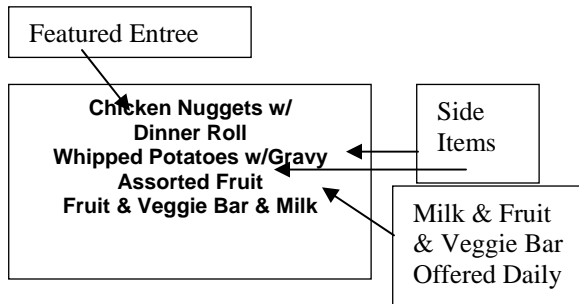 Featured Entree
Chicken Nuggets w/
Dinner Roll
Whipped Potatoes w/Gravy
Assorted Fruit
Fruit & Veggie Bar & Milk
Side
Items
Milk & Fruit
& Veggie Bar
Offered Daily